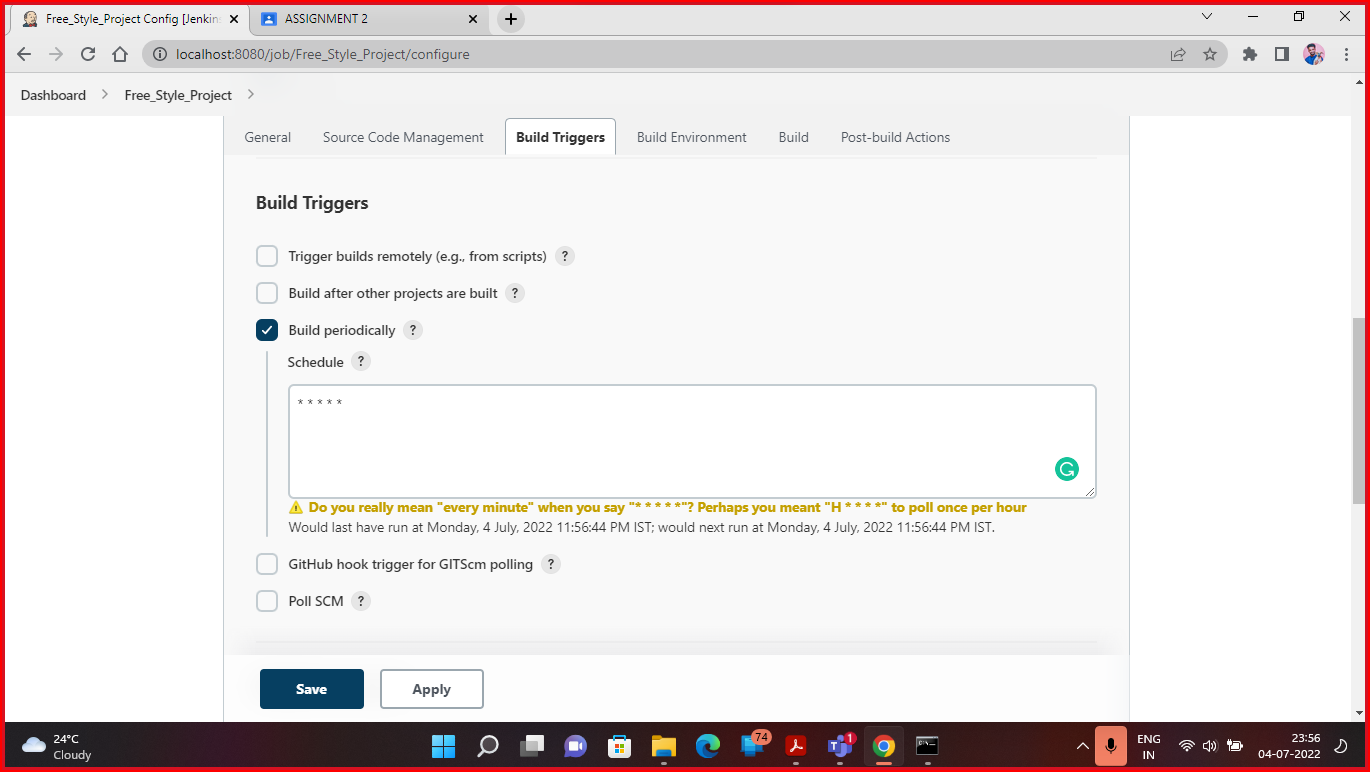 Free_Style_Project Config [Jenkins
ASSIGNMENT 2
localhost:8080/job/Free_Style_Project/configure
Dashboard
Free_Style_Project
General
Source Code Management
Build Triggers
Build Environment
Build
Post-build Actions
Build Triggers
Trigger builds remotely (e.g., from scripts) ?
Build after other projects are built ?
Build periodically ?
Schedule ?
* * * * *
Do you really mean "every minute" when you say "* * * * *"? Perhaps you meant "H * * * *" to poll once per hour
Would last have run at Monday, 4 July, 2022 11:56:44 PM IST; would next run at Monday, 4 July, 2022 11:56:44 PM IST.
GitHub hook trigger for GITScm polling ?
Poll SCM ?
Save
Apply
24°C
Cloudy
74
1
ENG
IN
23:56
04-07-2022